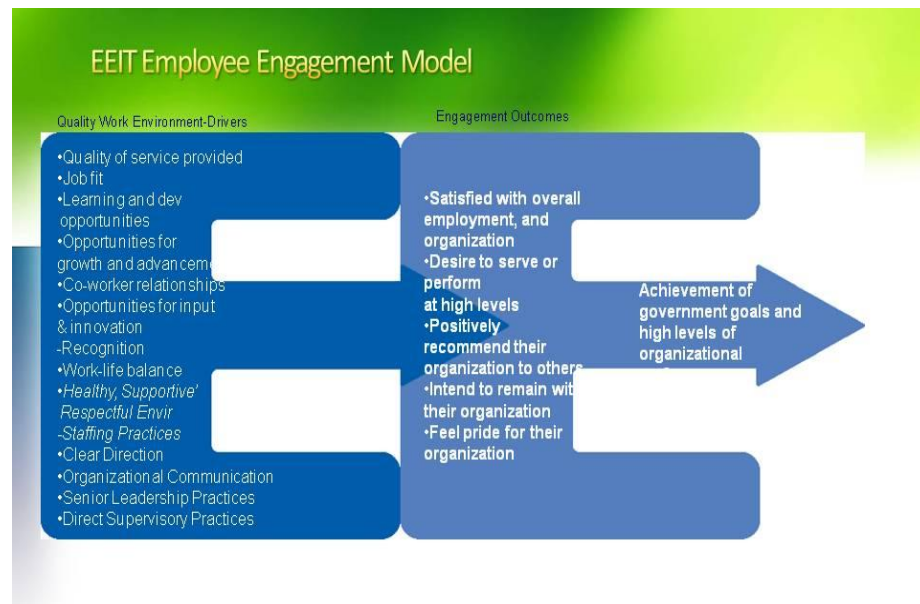 EEIT Employee Engagement Model
Quality Work Environment-Drivers
•Quality of service provided
•Job fit
•Learning and dev
opportunities
•Opportunities for
growth and
•Co-worker relationships
•Opportunities for input
& innovation
-Recognition
•Work-life balance
•Healthy, Supportive'
Respectful Envir
-Staffing Practices
•Clear Direction
•Organizational Communication
•Senior Leadership Practices
•Direct Supervisory Practices
Engagement Outcomes
•Satisfied with overall
employment, and
organization
•Desire to serve or
perform
at high levels
•Positively
recommend their
organization to others
•Intend to remain wit
their organization
•Feel pride for their
organization
Achievement of
government goals and
high levels of
organizational